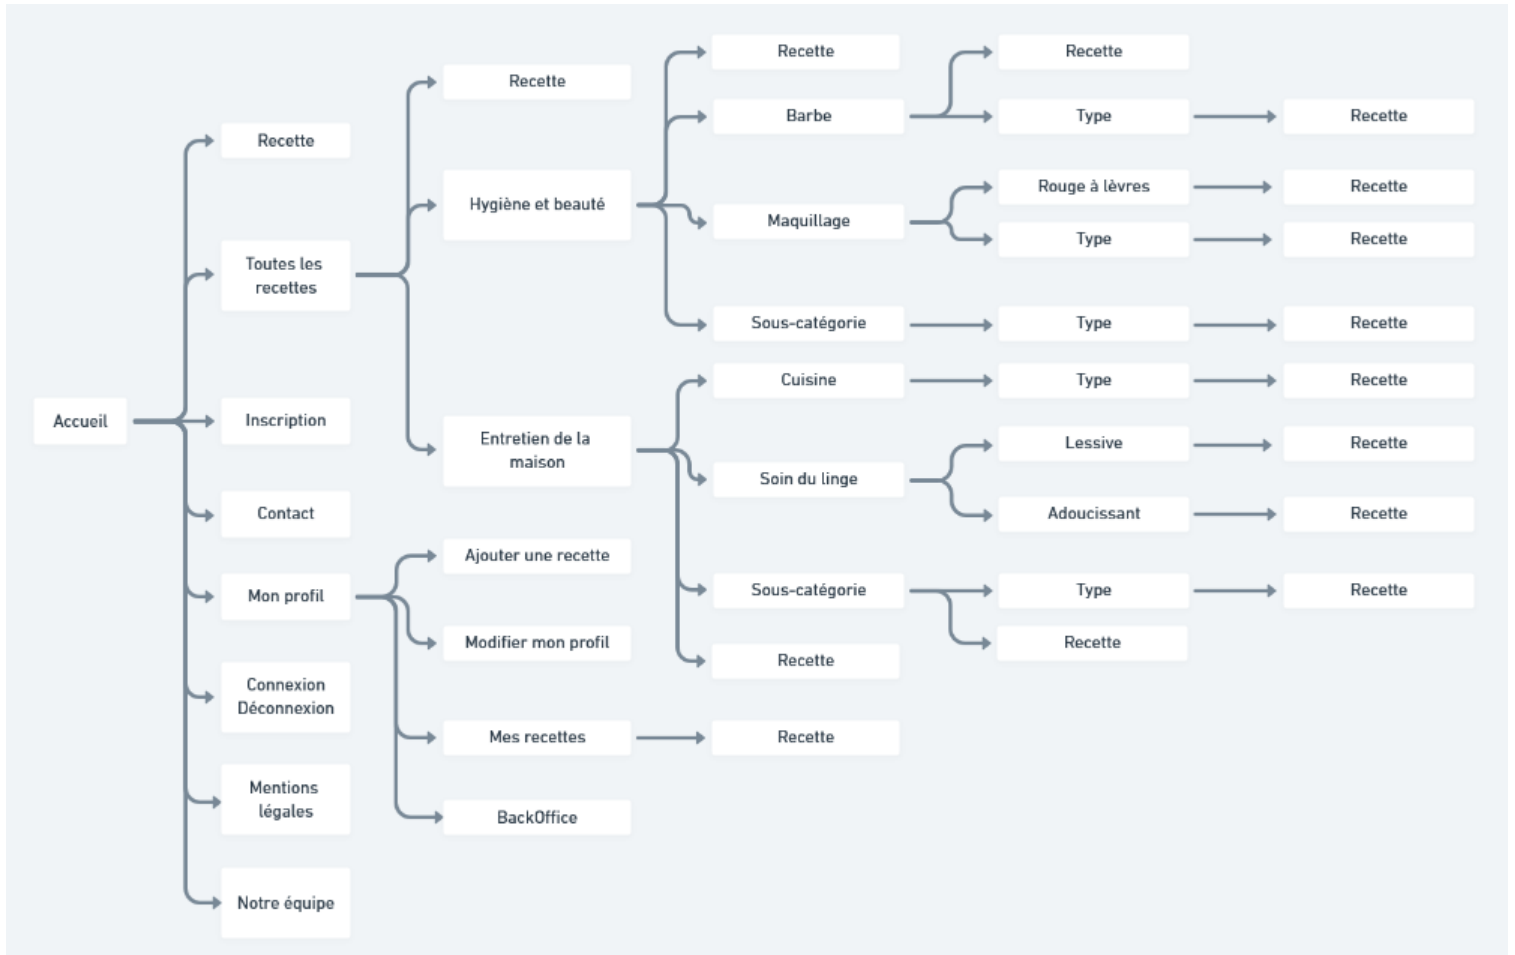 Accueil
Recette
Toutes les
recettes
Inscription
Contact
Mon profil
Connexion
Déconnexion
Mentions
légales
Notre équipe
Recette
Hygiène et beauté
Entretien de la
maison
Ajouter une recette
Modifier mon profil
Mes recettes
BackOffice
Recette
Barbe
Maquillage
Sous-catégorie
Cuisine
Soin du linge
Sous-catégorie
Recette
Recette
Recette
Type
Rouge à lèvres
Type
Type
Type
Lessive
Adoucissant
Type
Recette
Recette
Recette
Recette
Recette
Recette
Recette
Recette
Recette